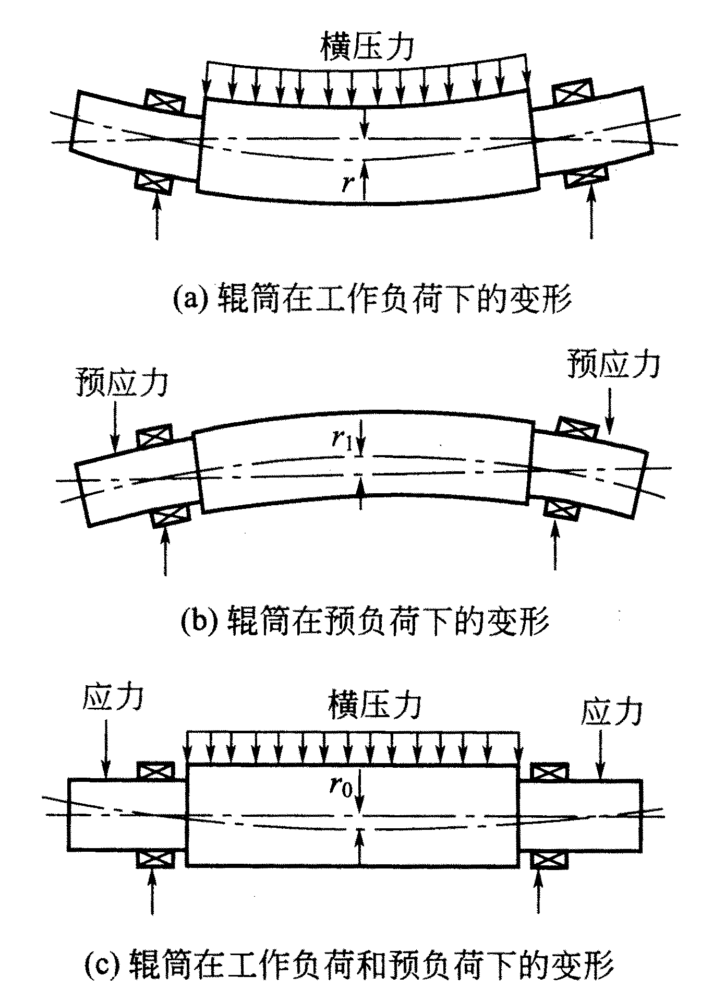 横压力
r
(a) 辊筒在工作负荷下的变形
预应力
预应力
r1
(b) 辊筒在预负荷下的变形
应力
横压力
应力
r0
(c) 辊筒在工作负荷和预负荷下的变形